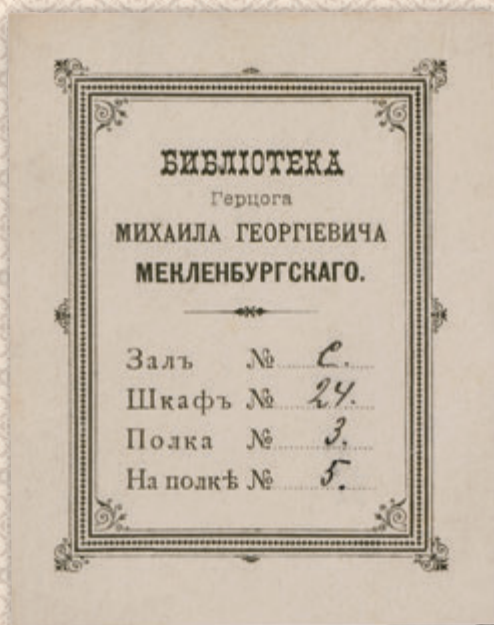 БИБЛІОТЕКА
Герцога
МИХАИЛА ГЕОРГІЕВИЧА
МЕКЛЕНБУРГСКАГО.
Залъ № С.
Шкафъ № 24.
Полка № 3.
На полкѣ № 5.